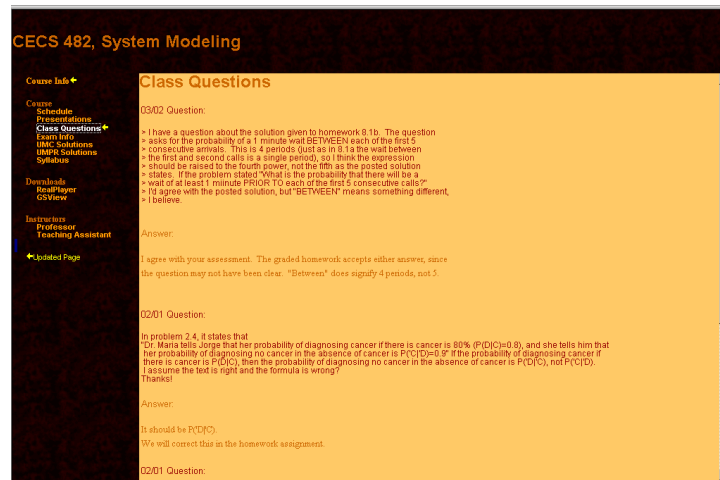 CECS 482, System Modeling
Course Info
Course
Schedule
Presentations
Class Questions
Exam Info
UMC Solutions
UMPR Solutions
Syllabus
Downloads
RealPlayer
GSView
Instructors
Professor
Teaching Assistant
Updated Page
Class Questions
03/02 Question:
> I have a question about the solution given to homework 8.1b. The question
> asks for the probability of a 1 minute wait BETWEEN each of the first 5
> consecutive arrivals. This is 4 periods (just as in 8.1a the wait between
> the first and second calls is a single period), so I think the expression
> should be raised to the fourth power, not the fifth as the posted solution
> states. If the problem stated "What is the probability that there will be a
> wait of at least 1 minute PRIOR TO each of the first 5 consecutive calls?"
> I'd agree with the posted solution, but "BETWEEN" means something different,
> I believe.
Answer:
I agree with your assessment. The graded homework accepts either answer, since
the question may not have been clear. "Between" does signify 4 periods, not 5.
02/01 Question:
In problem 2.4, it states that
"Dr. Maria tells Jorge that her probability of diagnosing cancer if there is cancer is 80% (P(D|C)=0.8), and she tells him that
her probability of diagnosing no cancer in the absence of cancer is P('C|'D)=0.9" If the probability of diagnosing cancer if
there is cancer is P(D|C), then the probability of diagnosing no cancer in the absence of cancer is P('D|'C), not P('C|'D).
I assume the text is right and the formula is wrong?
Thanks!
Answer:
It should be P('D|'C).
We will correct this in the homework assignment.
02/01 Question: